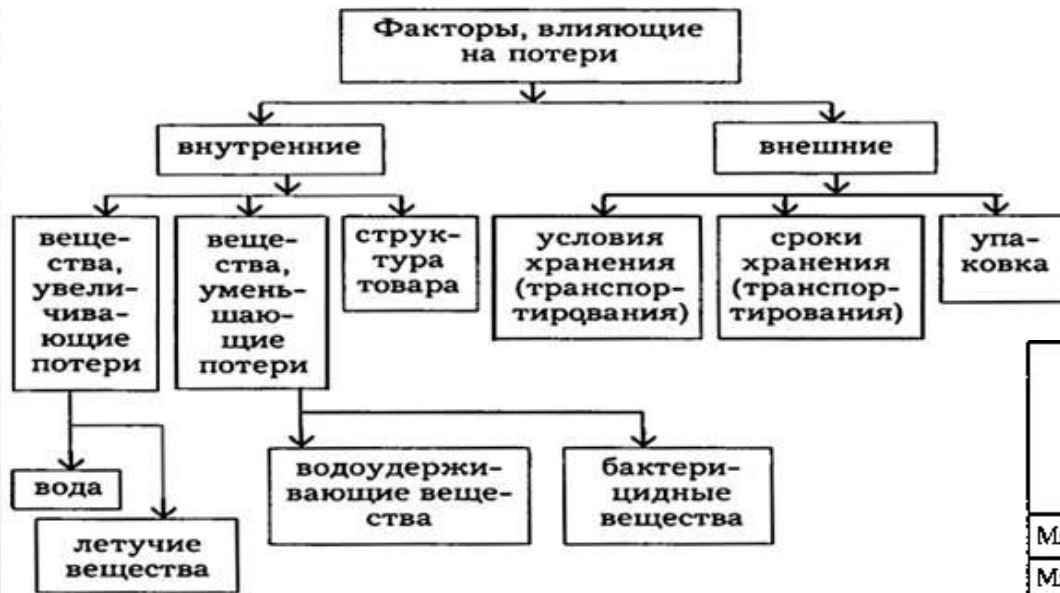 Факторы, влияющие
на потери
внутренние
внешние
веще-
ства,
увели-
чива-
ющие
потери
веще-
ства,
умень-
шаю-
щие
потери
струк-
тура
товара
условия
хранения
(транспор-
тирования)
сроки
хранения
(транспор-
тирования)
упа-
ковка
вода
летучие
вещества
водоудержи-
вающие веще-
ства
бактери-
цидные
вещества